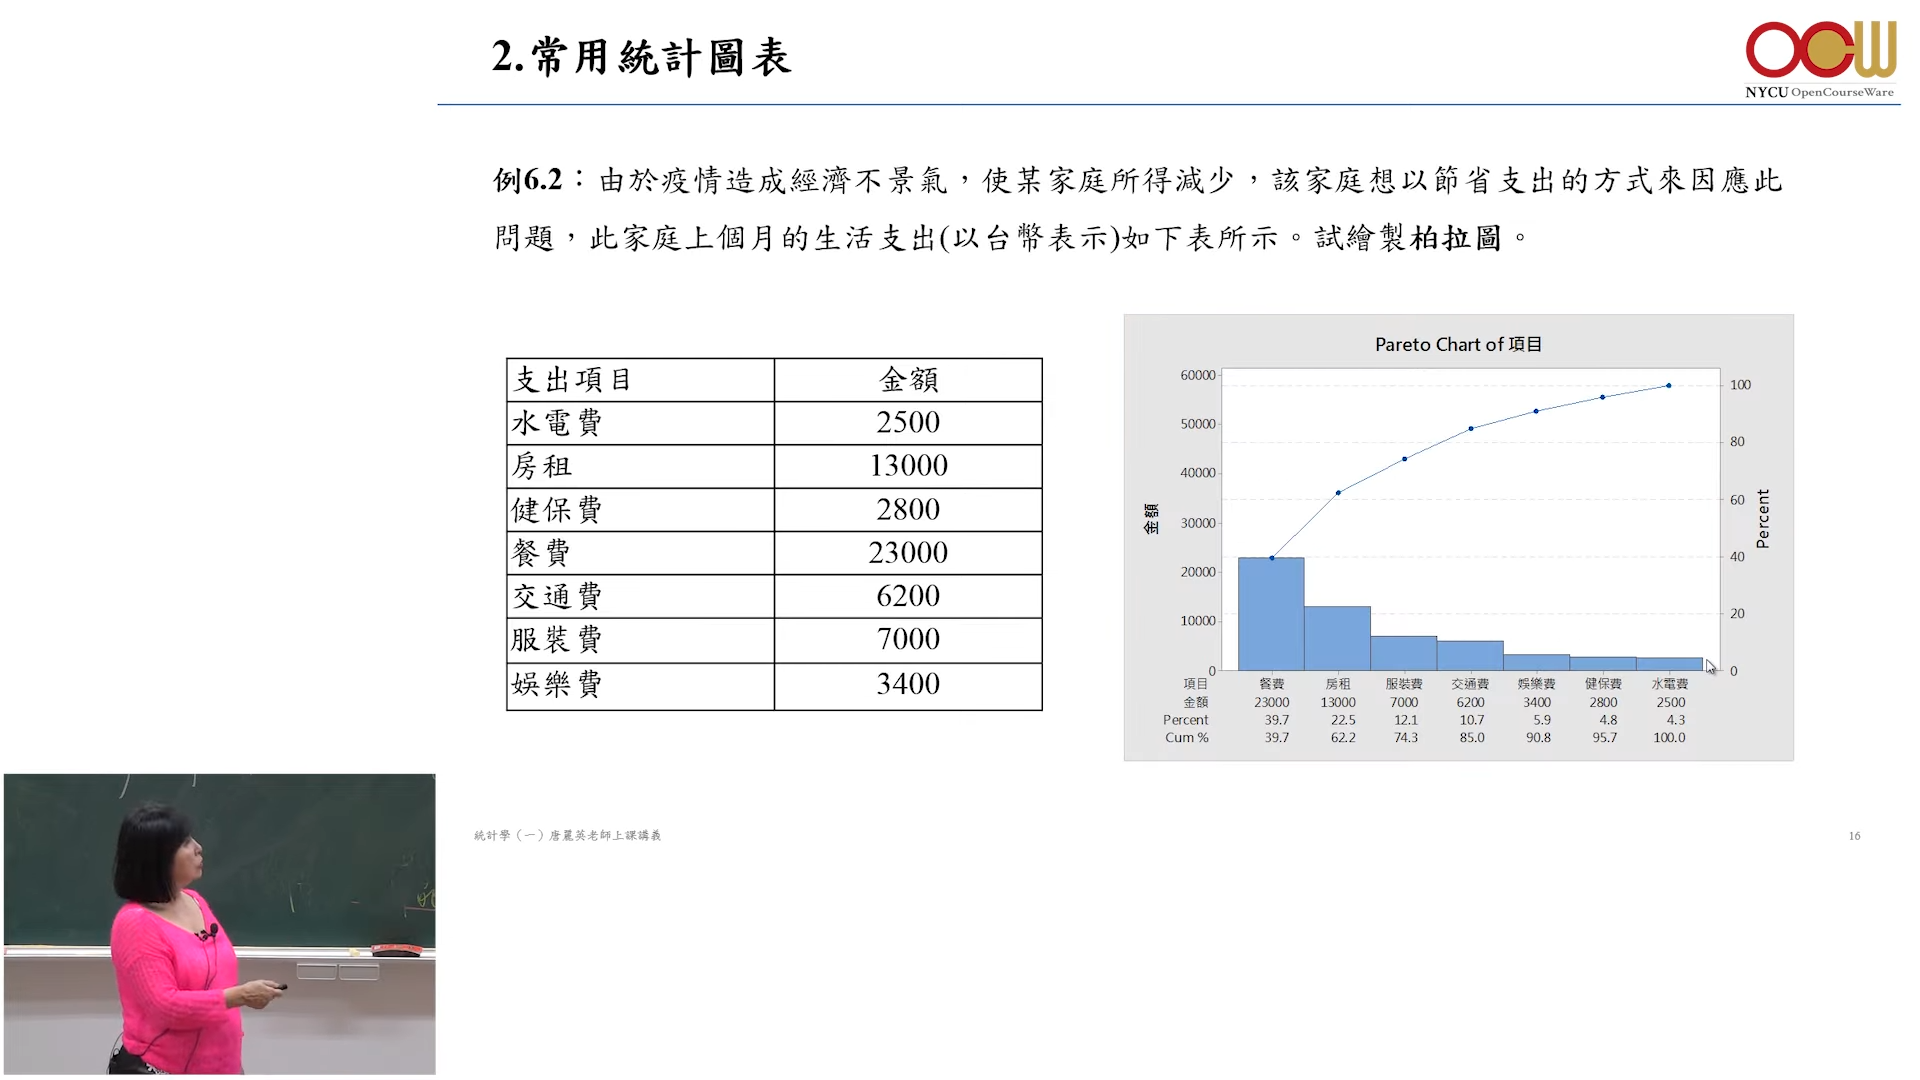 2.常用統計圖表
OCW
NYCU OpenCourseWare
例6.2：由於疫情造成經濟不景氣，使某家庭所得減少，該家庭想以節省支出的方式來因應此
問題，此家庭上個月的生活支出(以台幣表示)如下表所示。試繪製柏拉圖。
支出項目 金額
水電費 2500
房租 13000
健保費 2800
餐費 23000
交通費 6200
服裝費 7000
娛樂費 3400
Pareto Chart of 項目
60000
50000
40000
30000
20000
10000
0
金額
100
80
60
40
20
0
Percent
項目 餐費 房租 服裝費 交通費 娛樂費 健保費 水電費
金額 23000 13000 7000 6200 3400 2800 2500
Percent 39.7 22.5 12.1 10.7 5.9 4.8 4.3
Cum % 39.7 62.2 74.3 85.0 90.8 95.7 100.0
統計學（一）唐麗英老師上課講義
16